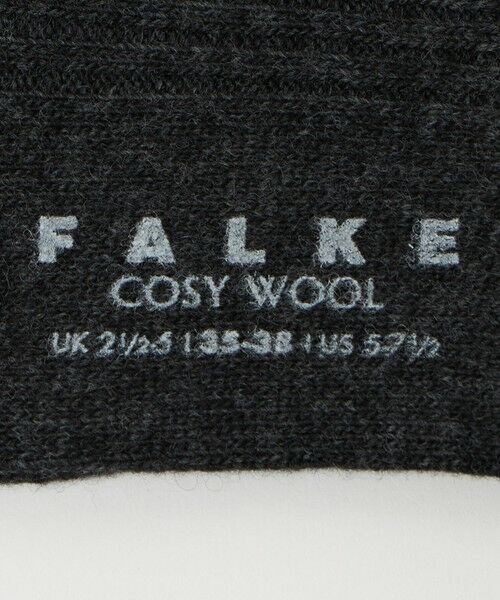 FALKE
COSY WOOL
UK 2½-5 | 35-38 | US 5-7½